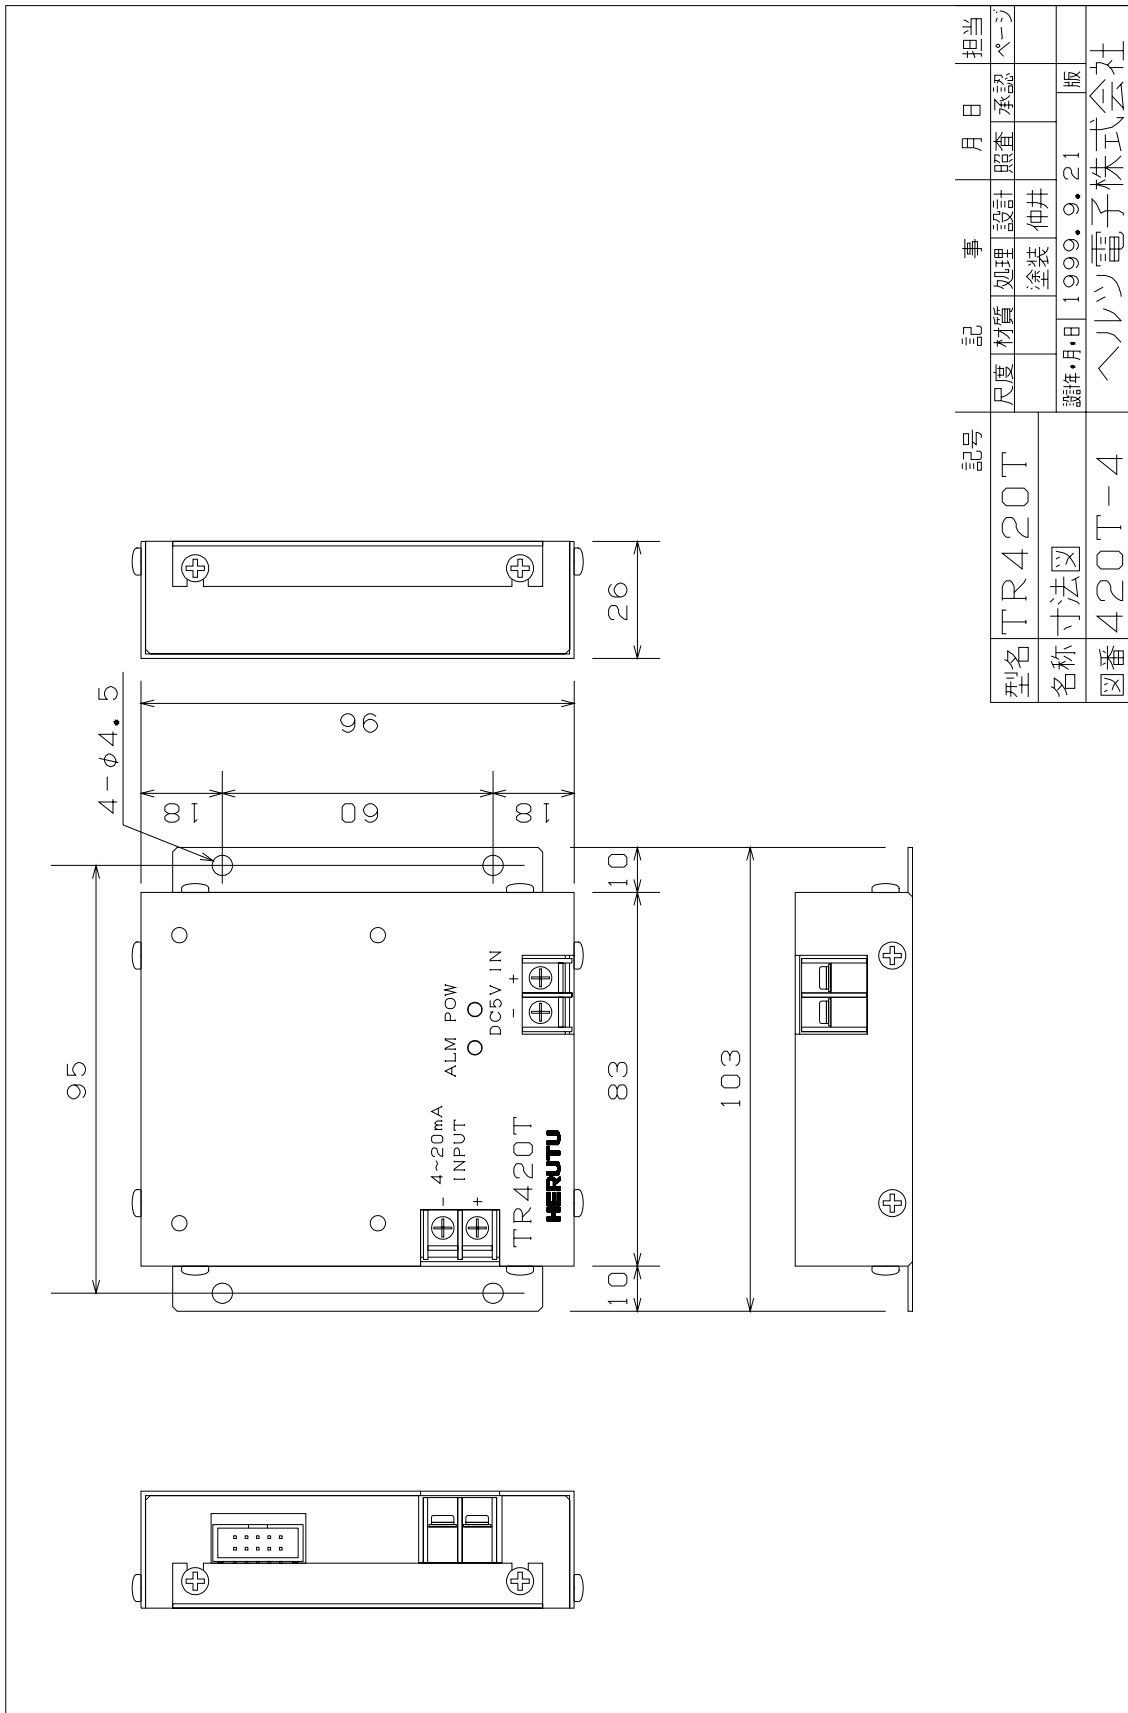 95
4-φ4.5
18
96
60
18
ALM POW
DC5V IN
- +
- 4~20mA
+ INPUT
TR420T
HERUTU
10
83
10
26
103
記号 記 事 月 日 担当
型名 TR420T 尺度 材質 処理 設計 照査 承認 ページ
塗装 仲井
名称 寸法図 設計年・月・日 1999.9.21 版
図番 420T-4 ヘルツ電子株式会社